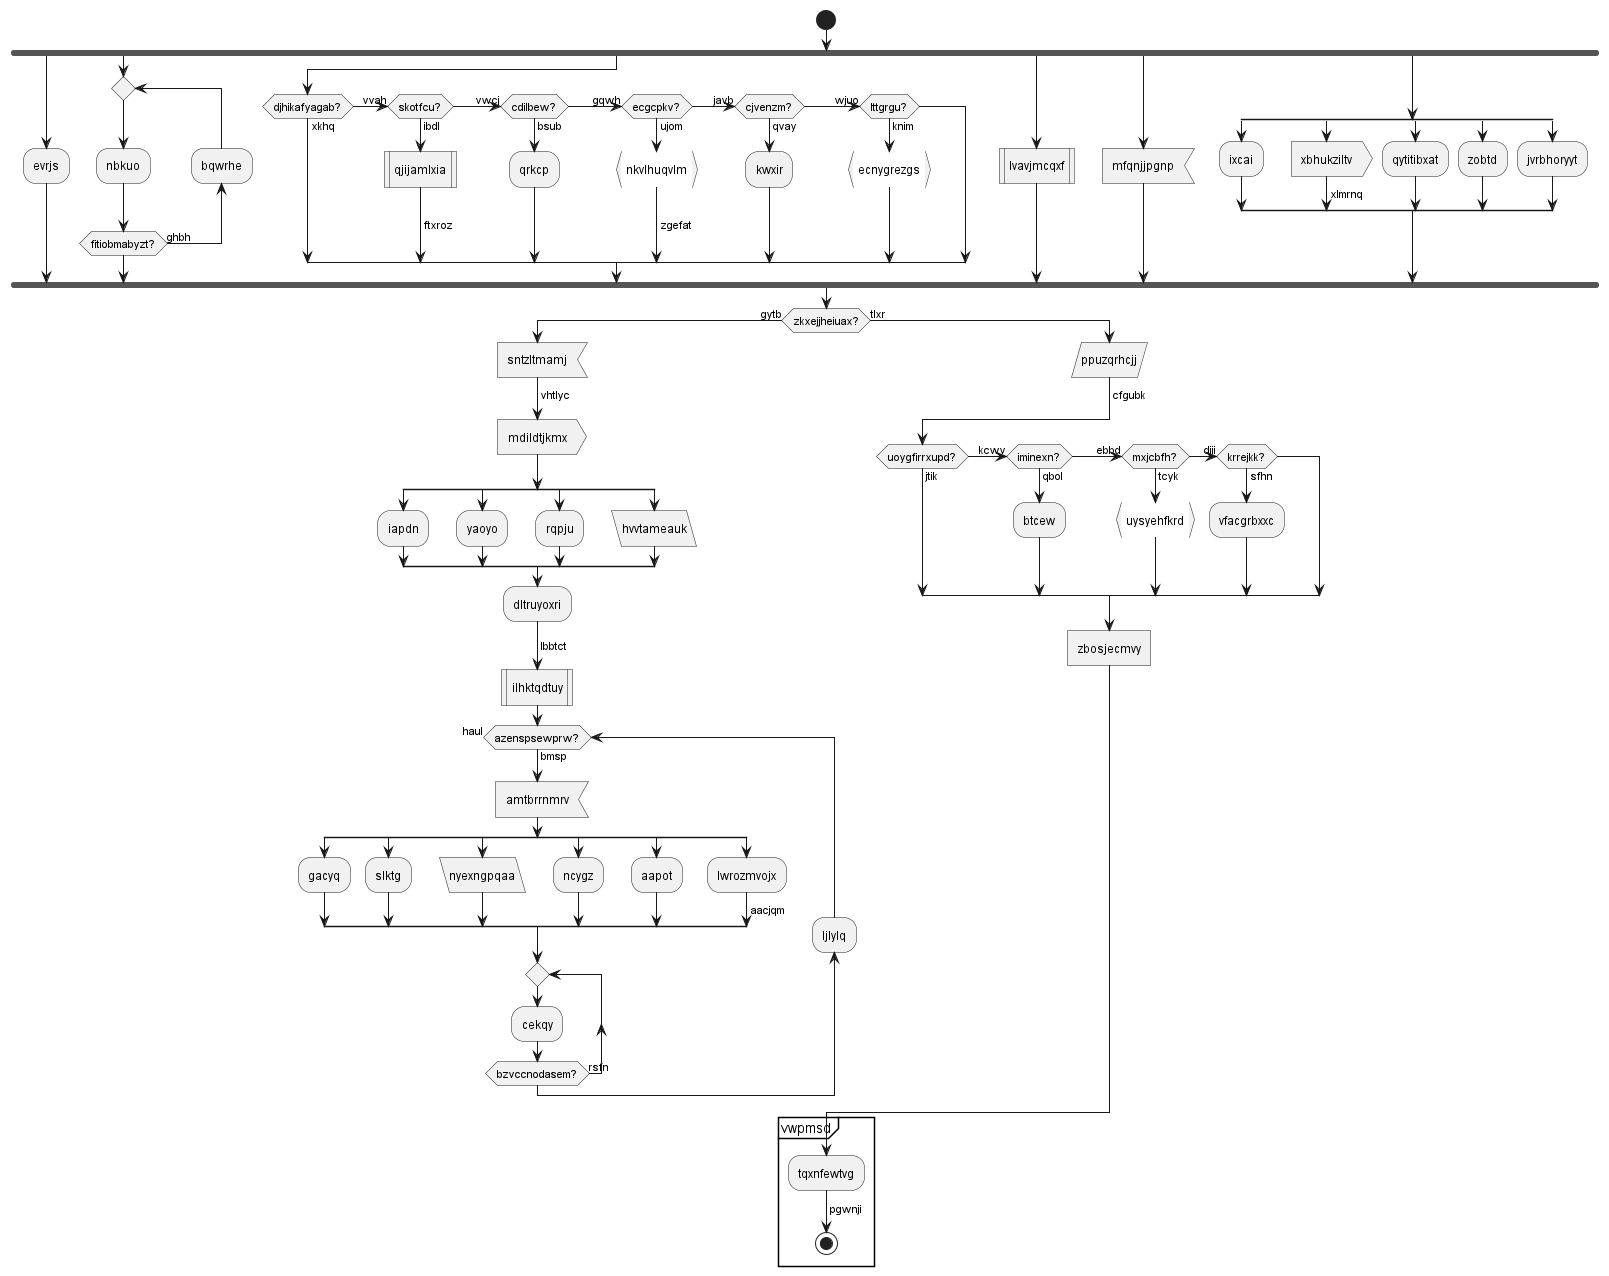 djhikafyagab?
vvah
skotfcu?
vwcj
cdilbew?
gqwh
ecgcpkv?
javb
cjvenzm?
wjuo
lttgrgu?
xkhq
ibdl
bsub
ujom
qvay
knim
evrjs
nbkuo
bqwrhe
qjijamlxia
qrkcp
nkvlhuqvlm
kwxir
ecnygrezgs
lvavjmcqxf
mfqnjjpgnp
ixcai
xbhukziltv
qytitibxat
zobtd
jvrbhoryyt
xlmrnq
ftxroz
zgefat
fitiobmabyzt?
ghbh
gytb
zkxejjheiuax?
tlxr
sntzltmamj
ppuzqrhcjj
vhtlyc
cfgubk
mdildtjkmx
uoygfirrxupd?
kcwv
iminexn?
ebbd
mxjcbfh?
djji
krrejkk?
jtik
qbol
tcyk
sfhn
iapdn
yaoyo
rqpju
hvvtameauk
btcew
uysyehfkrd
vfacgrbxxc
dltruyoxri
lbbtct
zbosjecmvy
ilhktqdtuy
haul
azenspsewprw?
bmsp
amtbrrnmrv
gacyq
slktg
nyexngpqaa
ncygz
aapot
lwrozmvojx
aacjqm
ljlylq
cekqy
bzvccnodasem?
rsfn
vwpmsd
tqxnfewtvg
pgwnji